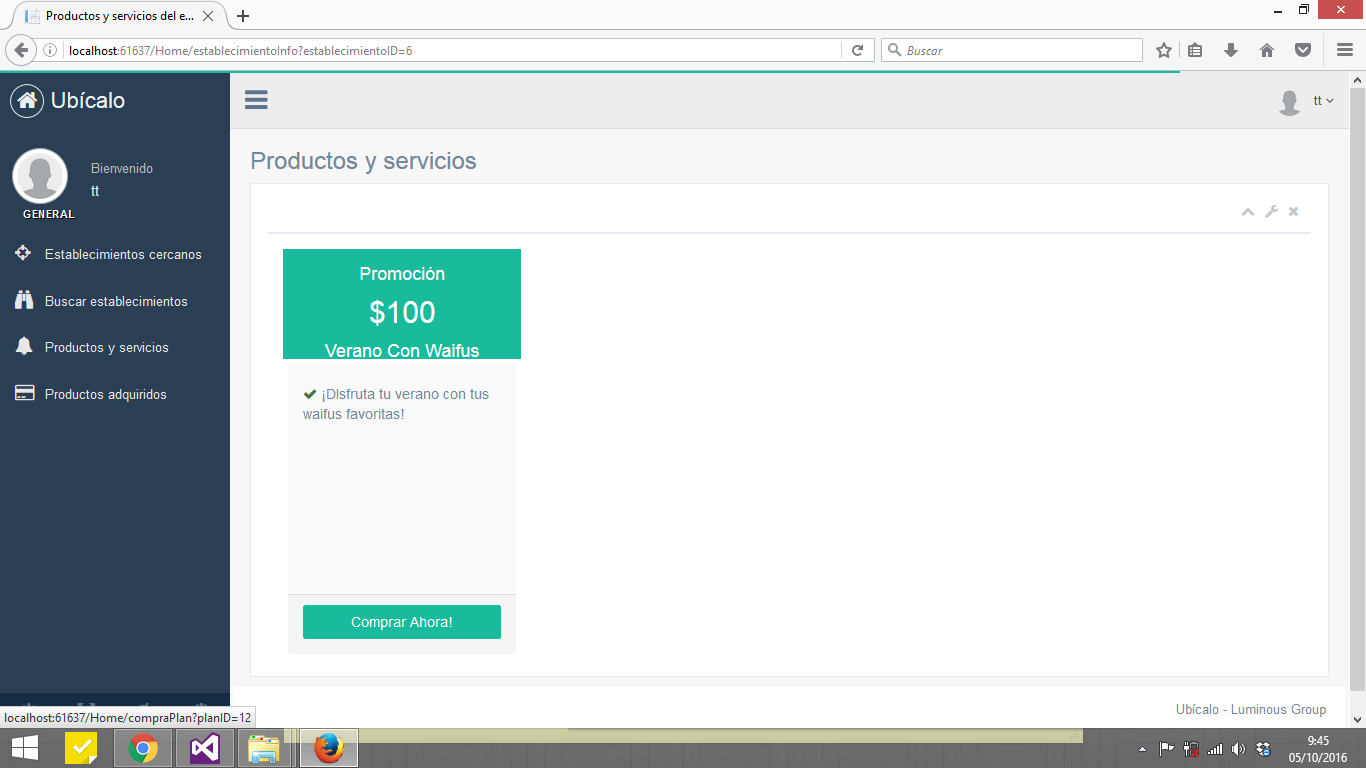 Productos y servicios del e...
localhost:61637/Home/establecimientoInfo?establecimientoID=6
Buscar
Ubícalo
tt
Bienvenido
tt
GENERAL
Establecimientos cercanos
Buscar establecimientos
Productos y servicios
Productos adquiridos
Productos y servicios
Promoción
$100
Verano Con Waifus
¡Disfruta tu verano con tus
waifus favoritas!
Comprar Ahora!
Ubícalo - Luminous Group
localhost:61637/Home/compraPlan?planID=12
9:45
05/10/2016